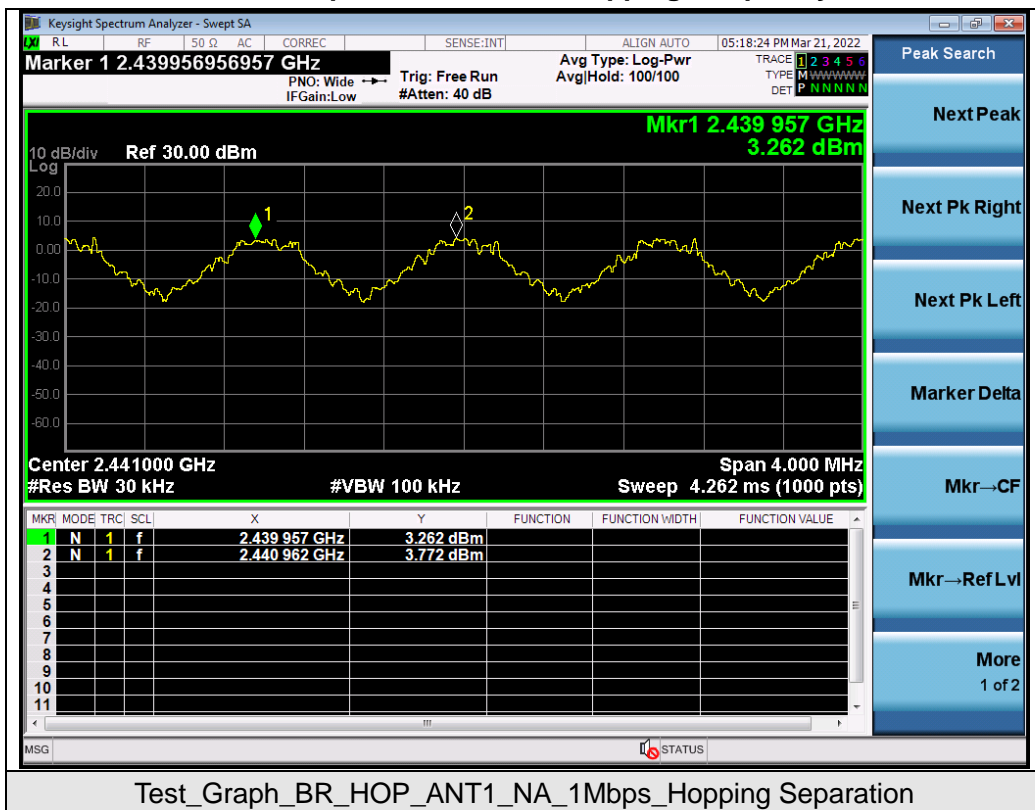 Keysight Spectrum Analyzer - Swept SA
LXI RL RF 50 Ω AC CORREC SENSE:INT ALIGN AUTO 05:18:24 PM Mar 21, 2022
Marker 1 2.439956956957 GHz
PNO: Wide
IFGain:Low
Trig: Free Run
#Atten: 40 dB
Avg Type: Log-Pwr
Avg|Hold: 100/100
TRACE 1 2 3 4 5 6
TYPE M WWWWW
DET P N N N N N
Mkr1 2.439 957 GHz
3.262 dBm
10 dB/div Ref 30.00 dBm
Log
20.0
10.0
0.00
-10.0
-20.0
-30.0
-40.0
-50.0
-60.0
1
2
Center 2.441000 GHz Span 4.000 MHz
#Res BW 30 kHz #VBW 100 kHz Sweep 4.262 ms (1000 pts)
MKR MODE TRC SCL X Y FUNCTION FUNCTION WIDTH FUNCTION VALUE
1 N 1 f 2.439 957 GHz 3.262 dBm
2 N 1 f 2.440 962 GHz 3.772 dBm
3
4
5
6
7
8
9
10
11
MSG STATUS
Peak Search
Next Peak
Next Pk Right
Next Pk Left
Marker Delta
Mkr→CF
Mkr→Ref Lvl
More
1 of 2
Test_Graph_BR_HOP_ANT1_NA_1Mbps_Hopping Separation